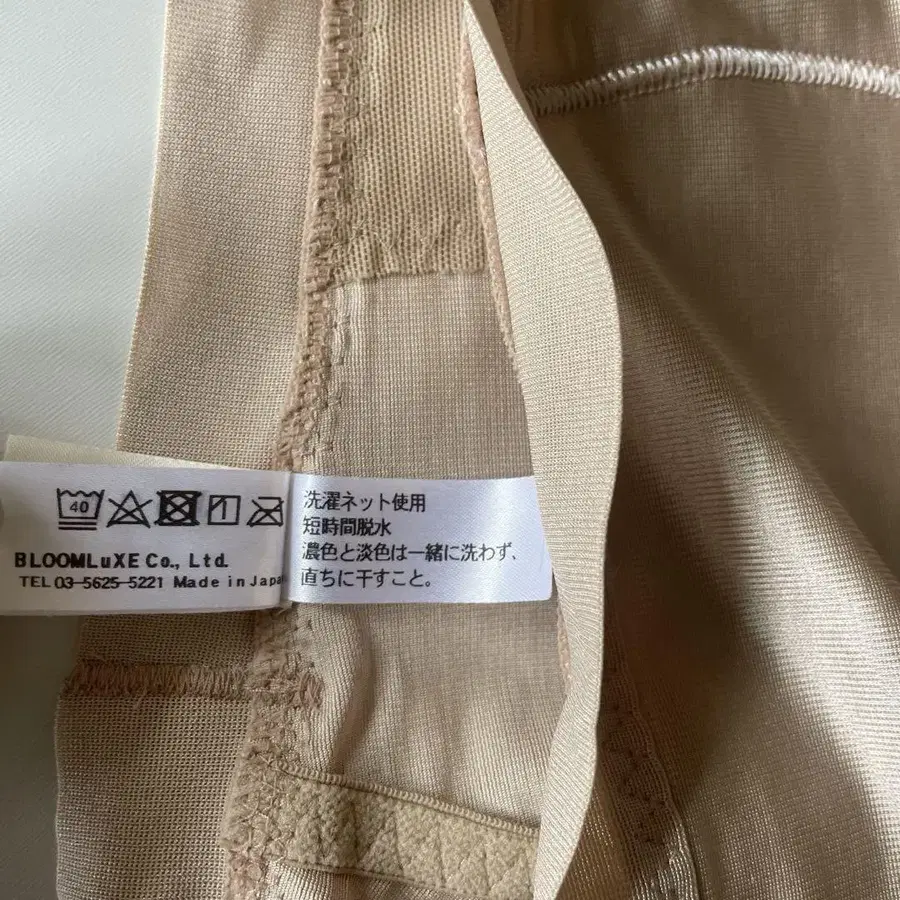 40
BLOOMLuXE Co., Ltd.
TEL 03-5625-5221 Made in Japan
洗濯ネット使用
短時間脱水
濃色と淡色は一緒に洗わず、
直ちに干すこと。